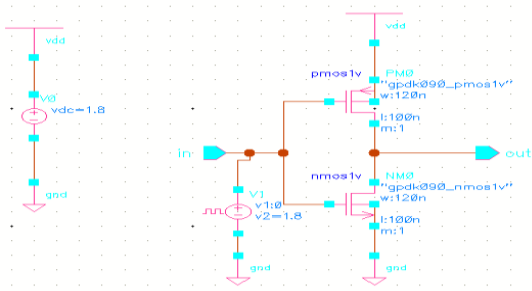 vdd
V0
vdc=1.8
gnd
in
V1
v1:0
v2=1.8
gnd
vdd
pmos1v
PM0
"gpdk090_pmos1v"
w:120n
l:100n
m:1
out
nmos1v
NM0
"gpdk090_nmos1v"
w:120n
l:100n
m:1
gnd